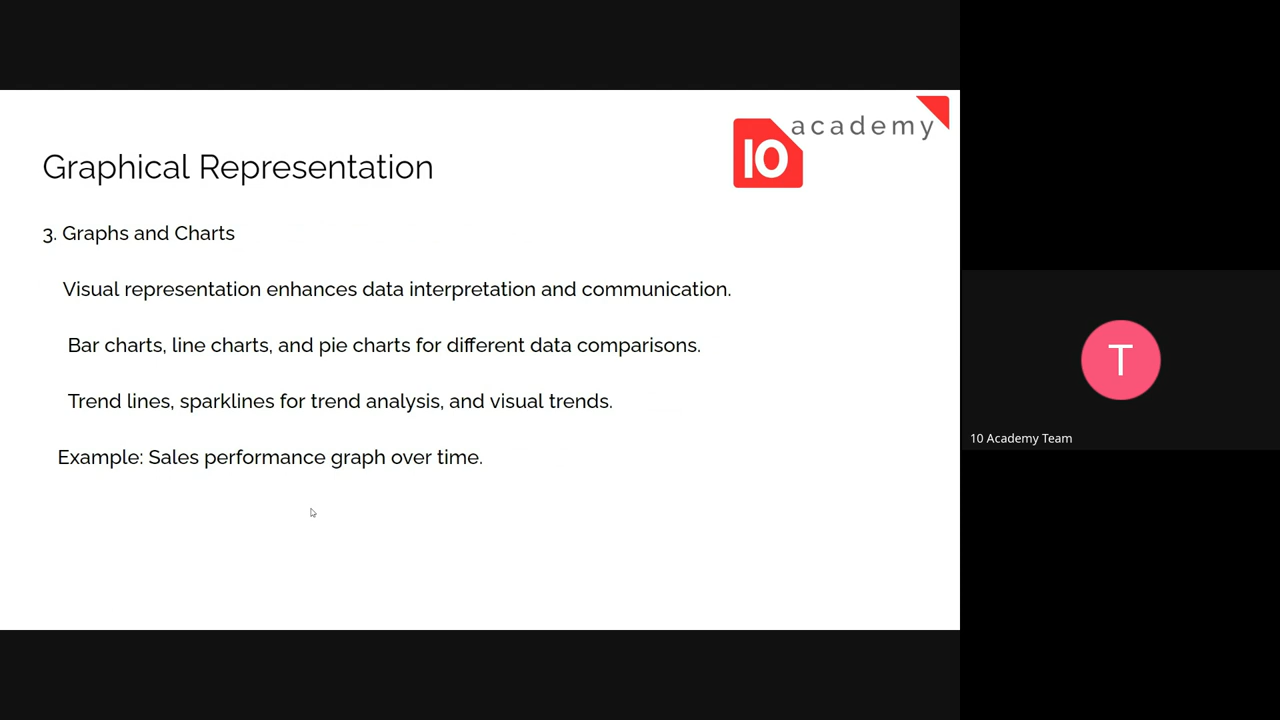 academy
10
Graphical Representation
3. Graphs and Charts
Visual representation enhances data interpretation and communication.
Bar charts, line charts, and pie charts for different data comparisons.
Trend lines, sparklines for trend analysis, and visual trends.
Example: Sales performance graph over time.
T
10 Academy Team